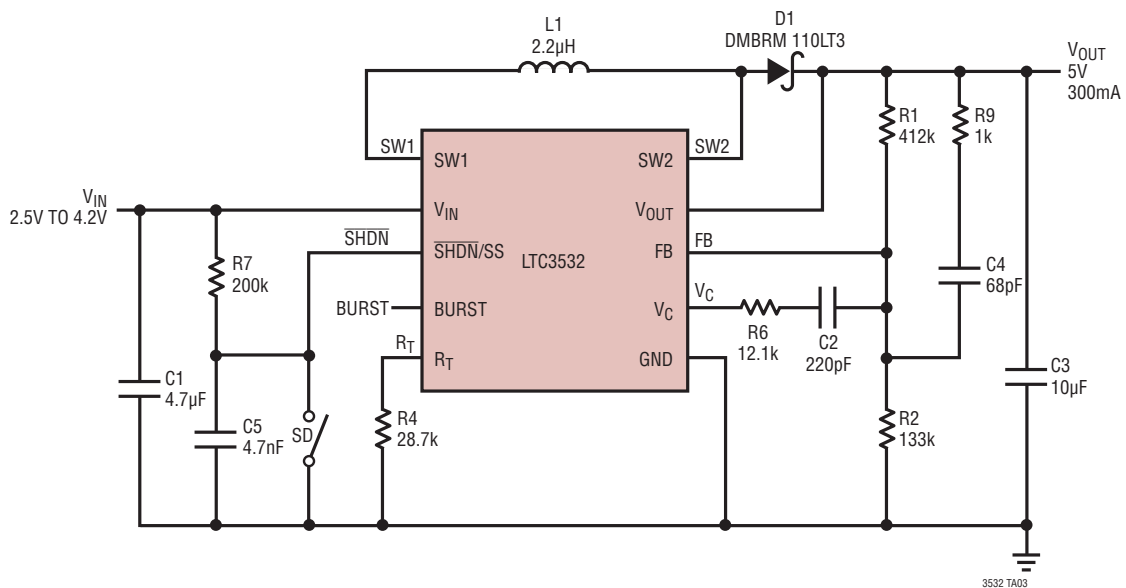 L1
2.2µH
D1
DMBRM 110LT3
VOUT
5V
300mA
R1
412k
R9
1k
SW1
SW1
SW2
SW2
VIN
2.5V TO 4.2V
VIN
VOUT
SHDN
SHDN/SS
LTC3532
FB
FB
R7
200k
C4
68pF
BURST
BURST
VC
VC
R6
12.1k
C2
220pF
RT
RT
GND
C1
4.7µF
C3
10µF
C5
4.7nF
SD
R4
28.7k
R2
133k
3532 TA03